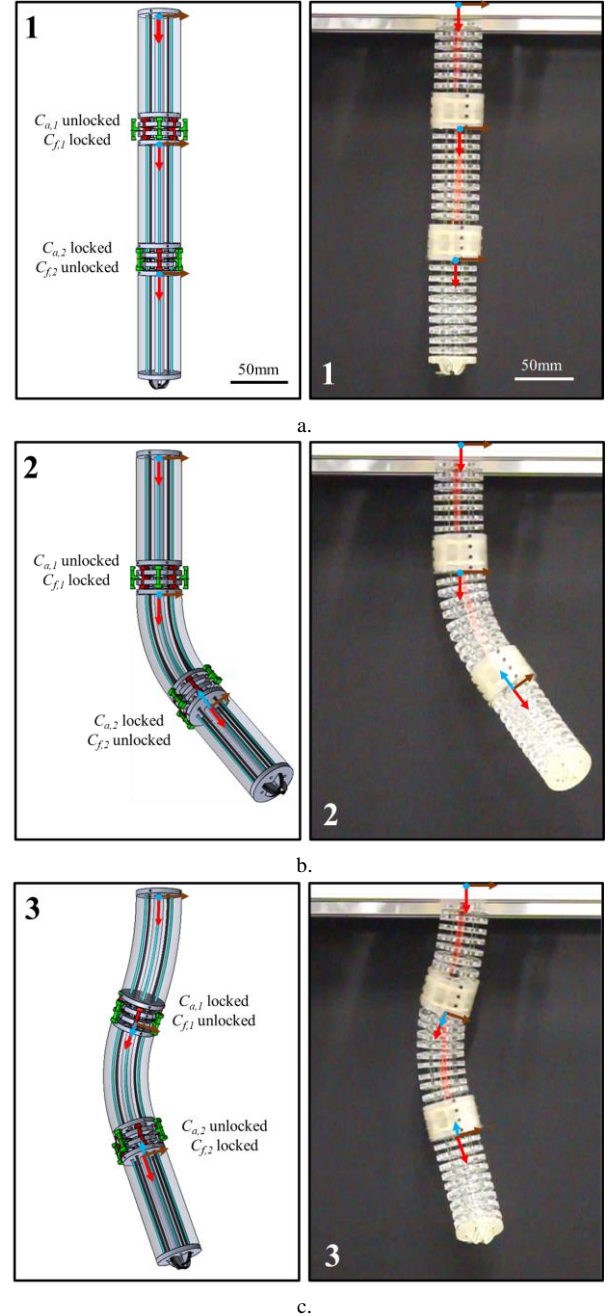 1
C_{a,1} unlocked
C_{f,1} locked
C_{a,2} locked
C_{f,2} unlocked
50mm
1
50mm
a.
2
C_{a,1} unlocked
C_{f,1} locked
C_{a,2} locked
C_{f,2} unlocked
2
b.
3
C_{a,1} locked
C_{f,1} unlocked
C_{a,2} unlocked
C_{f,2} locked
3
c.